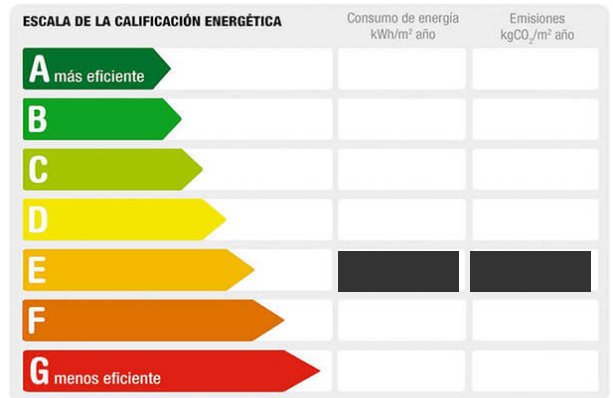 ESCALA DE LA CALIFICACIÓN ENERGÉTICA
Consumo de energía
kWh/m² año
Emisiones
kgCO₂/m² año
A más eficiente
B
C
D
E
F
G menos eficiente